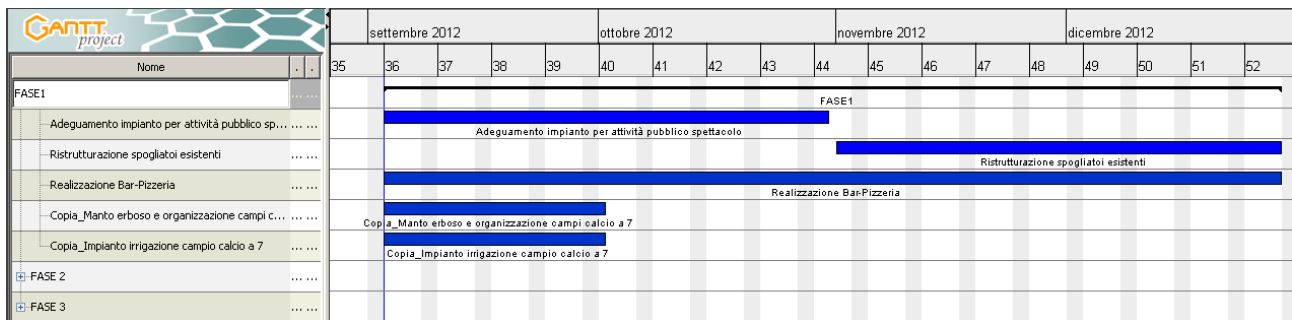 GANTT
project
settembre 2012 ottobre 2012 novembre 2012 dicembre 2012
Nome . . 35 36 37 38 39 40 41 42 43 44 45 46 47 48 49 50 51 52
FASE1 ... ...
FASE1
Adeguamento impianto per attività pubblico sp... ... ...
Adeguamento impianto per attività pubblico spettacolo
Ristrutturazione spogliatoi esistenti ... ...
Ristrutturazione spogliatoi esistenti
Realizzazione Bar-Pizzeria ... ...
Realizzazione Bar-Pizzeria
Copia_Manto erboso e organizzazione campi c... ... ...
Copia_Manto erboso e organizzazione campi calcio a 7
Copia_Impianto irrigazione campio calcio a 7 ... ...
Copia_Impianto irrigazione campio calcio a 7
FASE 2 ... ...
FASE 3 ... ...